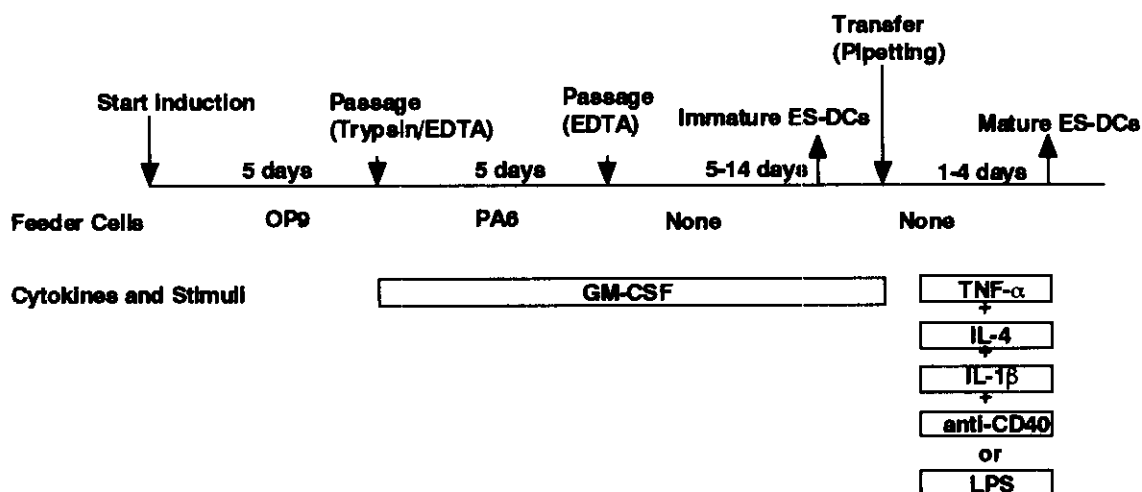 Transfer
(Pipetting)
Start Induction
Passage
(Trypsin/EDTA)
Passage
(EDTA)
Immature ES-DCs
Mature ES-DCs
5 days
5 days
5-14 days
1-4 days
Feeder Cells
OP9
PA6
None
None
Cytokines and Stimuli
GM-CSF
TNF-α
+
IL-4
+
IL-1β
+
anti-CD40
or
LPS